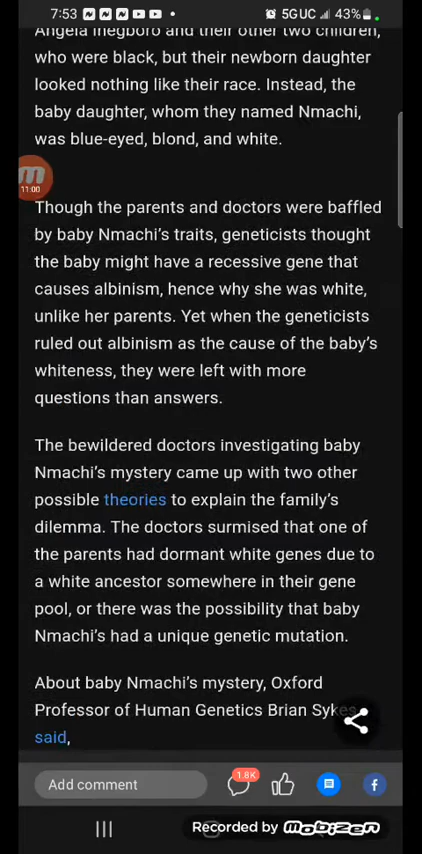 7:53
5GUC 43%
Angela Ihegboro and their other two children,
who were black, but their newborn daughter
looked nothing like their race. Instead, the
baby daughter, whom they named Nmachi,
was blue-eyed, blond, and white.
m
11:00
Though the parents and doctors were baffled
by baby Nmachi’s traits, geneticists thought
the baby might have a recessive gene that
causes albinism, hence why she was white,
unlike her parents. Yet when the geneticists
ruled out albinism as the cause of the baby’s
whiteness, they were left with more
questions than answers.
The bewildered doctors investigating baby
Nmachi’s mystery came up with two other
possible theories to explain the family’s
dilemma. The doctors surmised that one of
the parents had dormant white genes due to
a white ancestor somewhere in their gene
pool, or there was the possibility that baby
Nmachi’s had a unique genetic mutation.
About baby Nmachi’s mystery, Oxford
Professor of Human Genetics Brian Sykes
said,
Add comment
1.8K
Recorded by mobizen